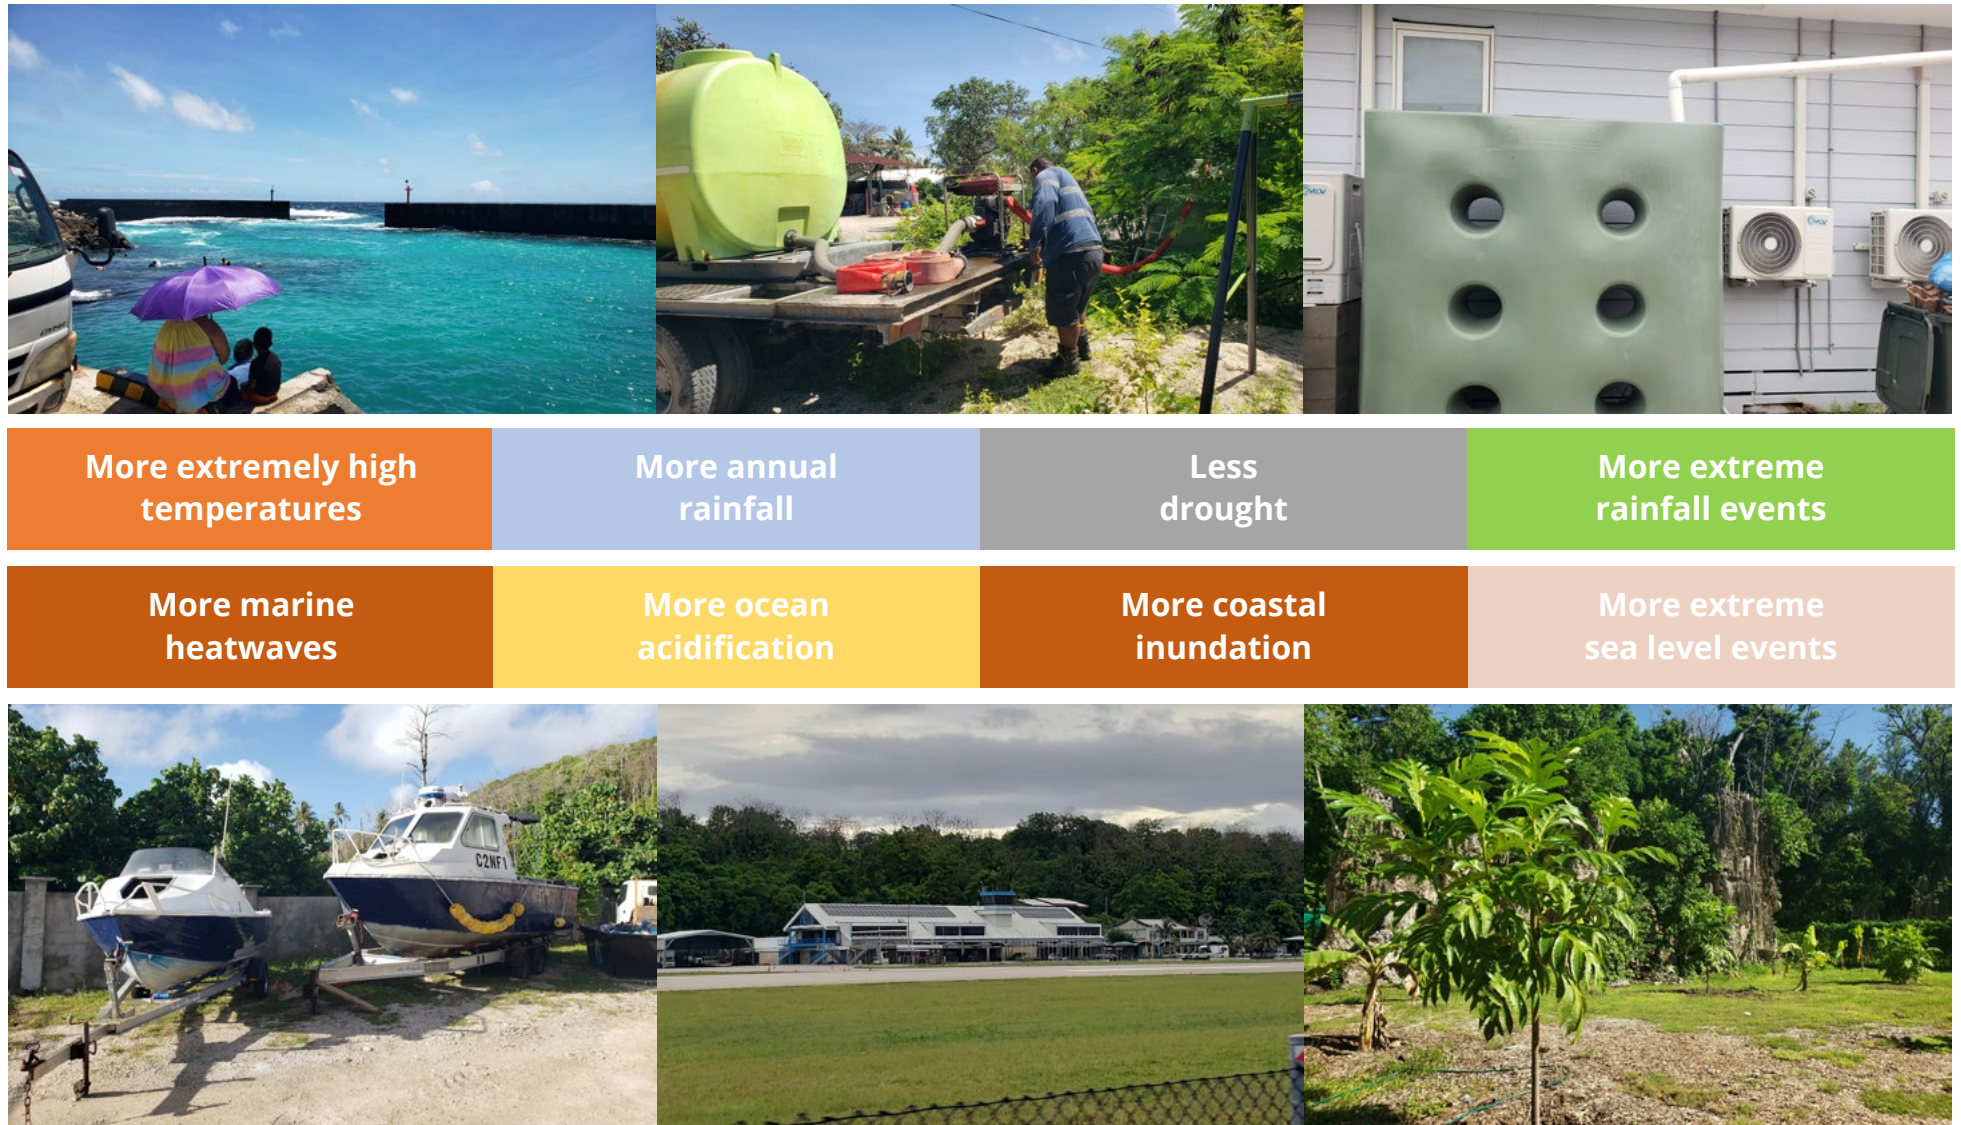 More extremely high
temperatures
More annual
rainfall
Less
drought
More extreme
rainfall events
More marine
heatwaves
More ocean
acidification
More coastal
inundation
More extreme
sea level events
C2NF1